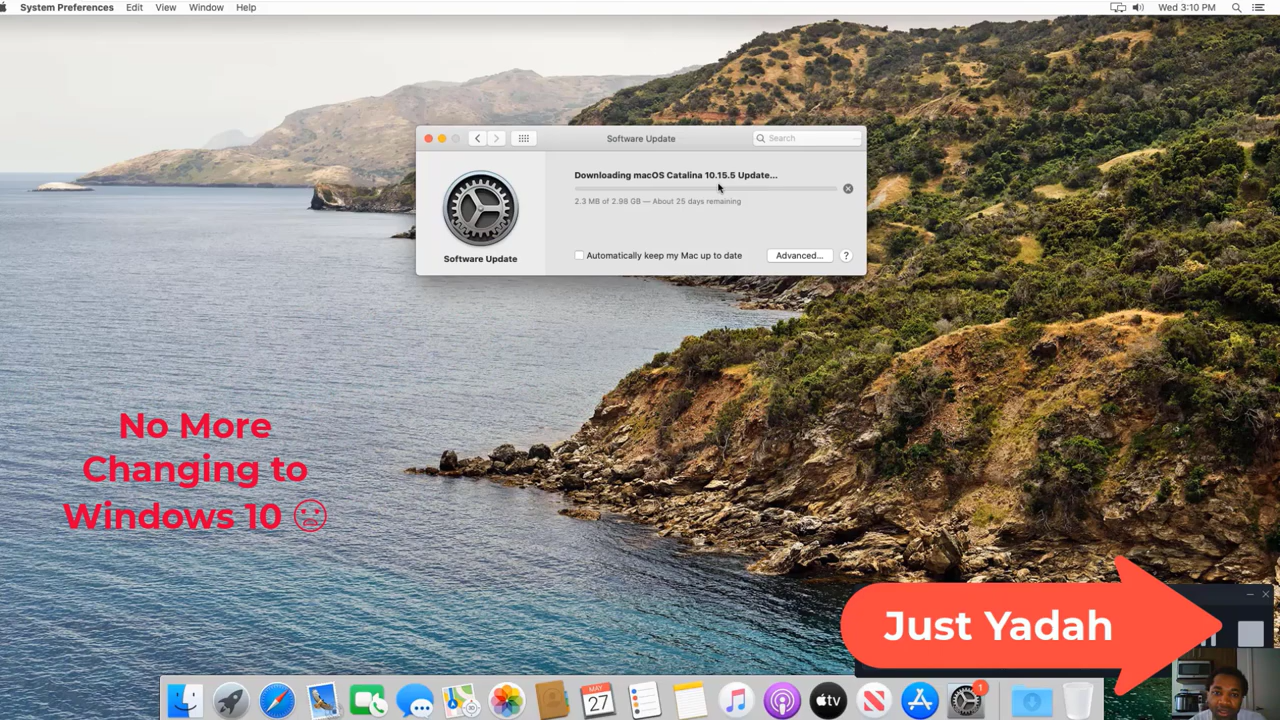 System Preferences Edit View Window Help
Wed 3:10 PM
Software Update
Search
Downloading macOS Catalina 10.15.5 Update...
2.3 MB of 2.98 GB — About 25 days remaining
Software Update
Automatically keep my Mac up to date
Advanced...
?
No More
Changing to
Windows 10
Just Yadah
MAY
27
tv
1